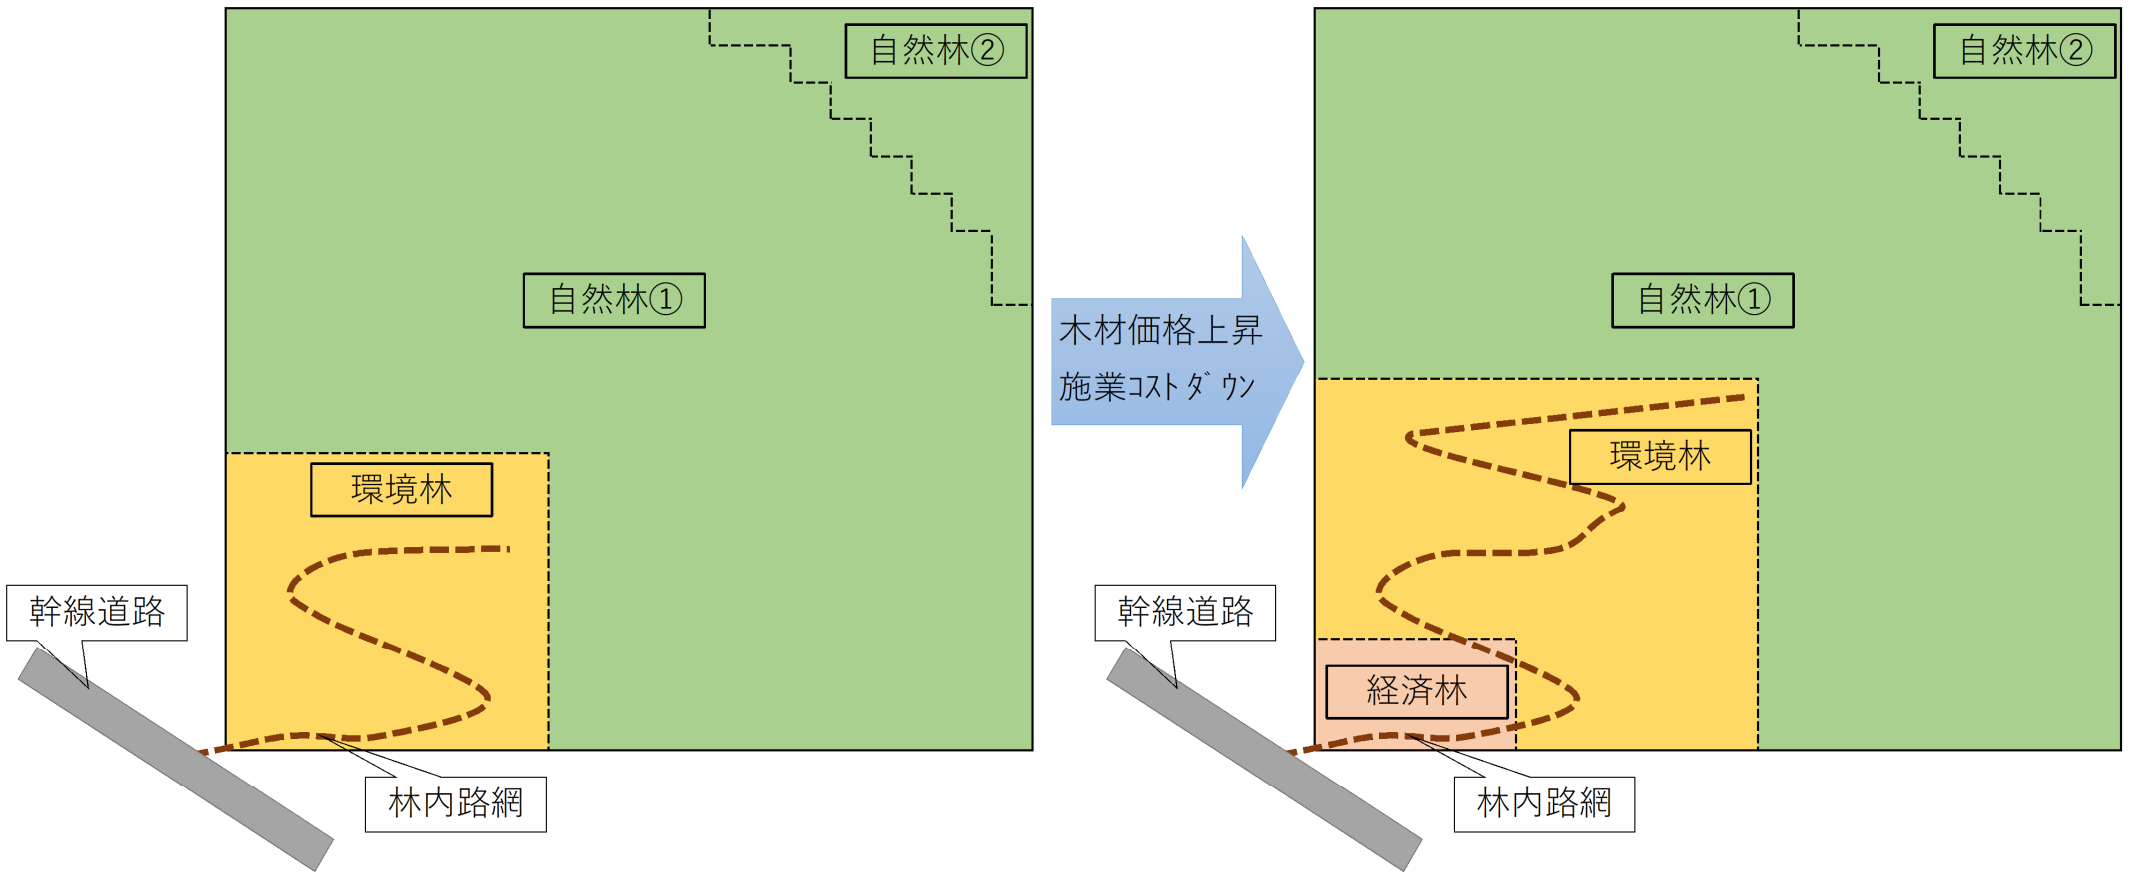 自然林②
自然林①
環境林
幹線道路
林内路網
木材価格上昇
施業ｺｽﾄﾀﾞｳﾝ
自然林②
自然林①
環境林
幹線道路
経済林
林内路網